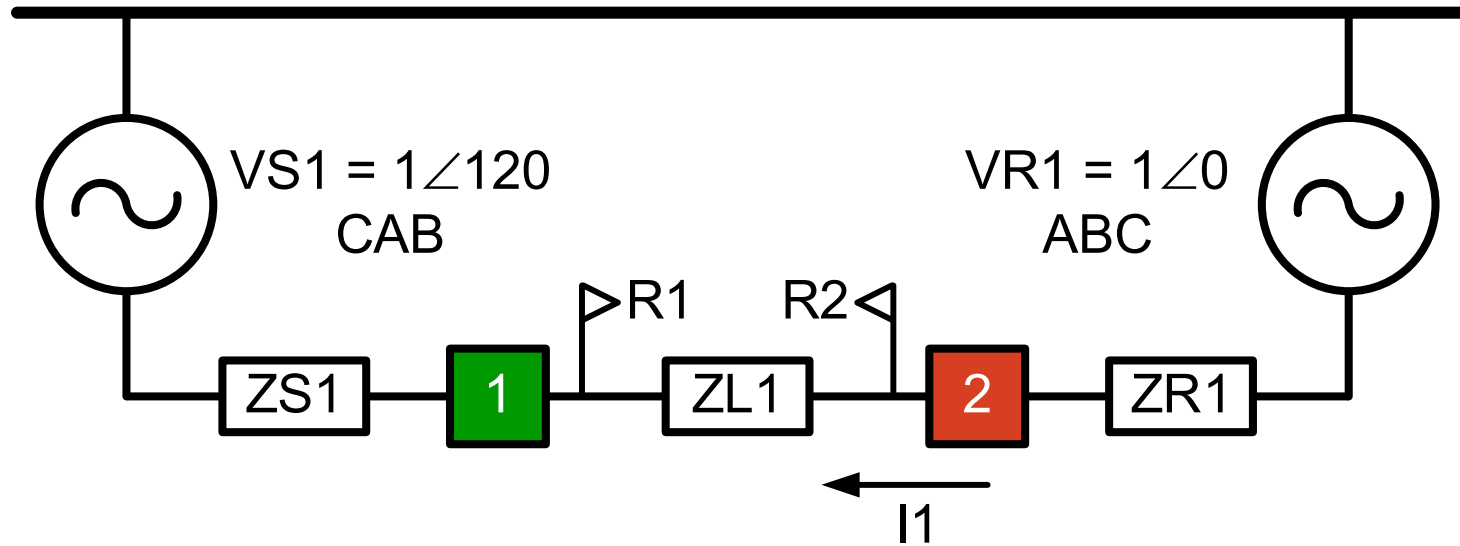 VS1 = 1∠120
CAB
VR1 = 1∠0
ABC
R1
R2
ZS1
1
ZL1
2
ZR1
I1